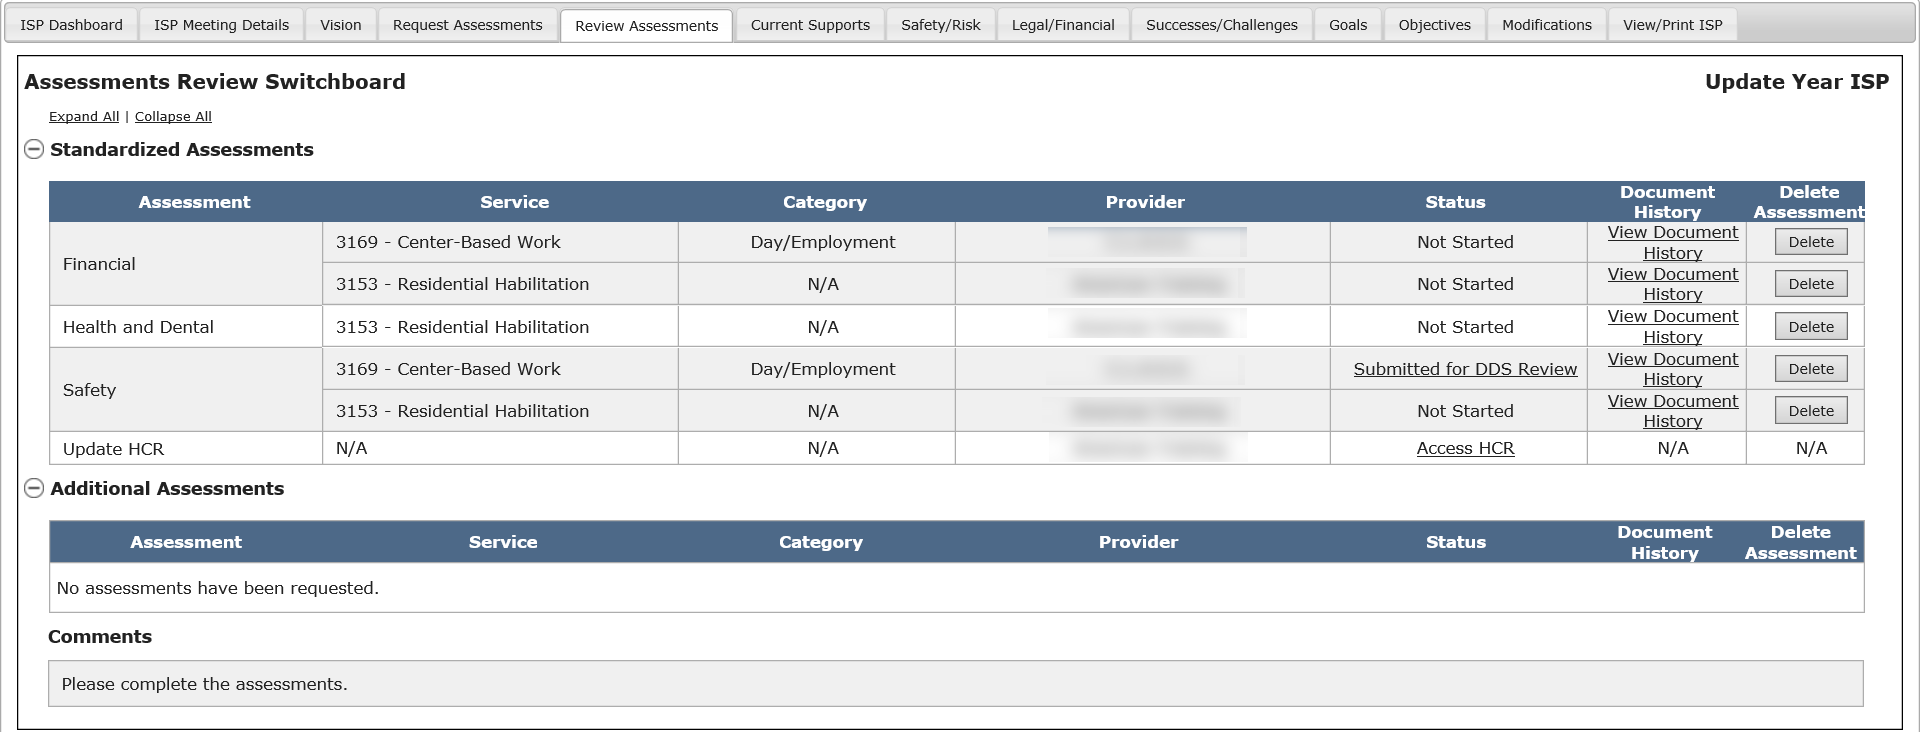 ISP Dashboard ISP Meeting Details Vision Request Assessments Review Assessments Current Supports Safety/Risk Legal/Financial Successes/Challenges Goals Objectives Modifications View/Print ISP
Assessments Review Switchboard Update Year ISP
Expand All | Collapse All
Standardized Assessments
Assessment Service Category Provider Status Document History Delete Assessment
Financial
3169 - Center-Based Work Day/Employment Not Started View Document History Delete
3153 - Residential Habilitation N/A Not Started View Document History Delete
Health and Dental 3153 - Residential Habilitation N/A Not Started View Document History Delete
Safety
3169 - Center-Based Work Day/Employment Submitted for DDS Review View Document History Delete
3153 - Residential Habilitation N/A Not Started View Document History Delete
Update HCR N/A N/A Access HCR N/A N/A
Additional Assessments
Assessment Service Category Provider Status Document History Delete Assessment
No assessments have been requested.
Comments
Please complete the assessments.